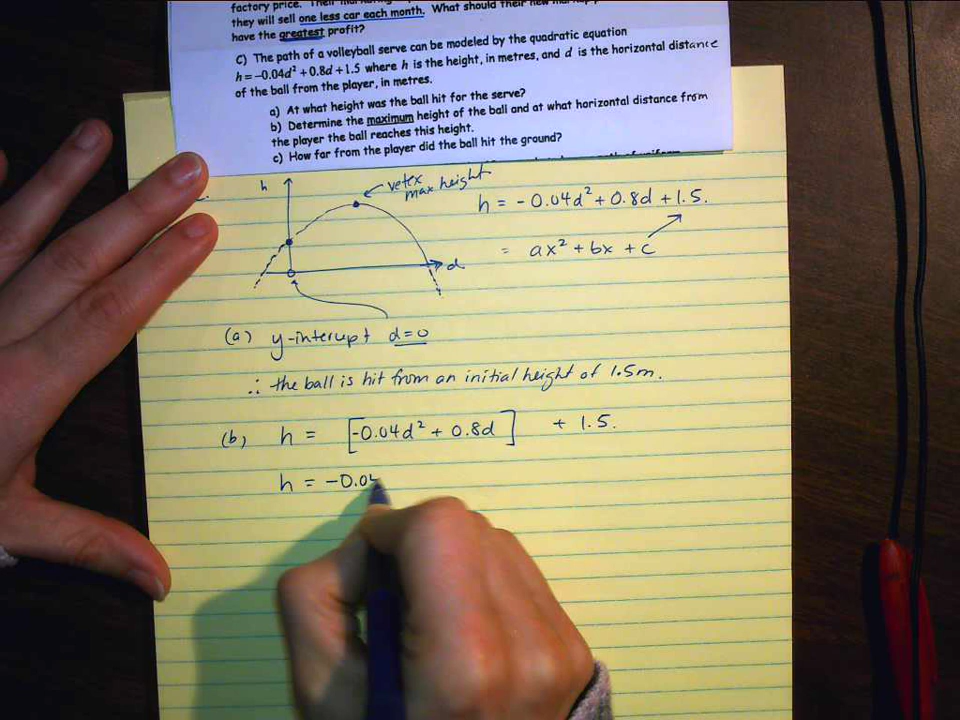 factory price. Their
they will sell one less car each month. What should their new
have the greatest profit?
C) The path of a volleyball serve can be modeled by the quadratic equation
h = -0.04d² + 0.8d + 1.5 where h is the height, in metres, and d is the horizontal distance
of the ball from the player, in metres.
a) At what height was the ball hit for the serve?
b) Determine the maximum height of the ball and at what horizontal distance from
the player the ball reaches this height.
c) How far from the player did the ball hit the ground?
h
vetex
max height
h = -0.04d² + 0.8d + 1.5.
= ax² + bx + c
d
(a) y-intercept d=0
∴ the ball is hit from an initial height of 1.5m.
(b) h = [-0.04d² + 0.8d] + 1.5.
h = -0.04